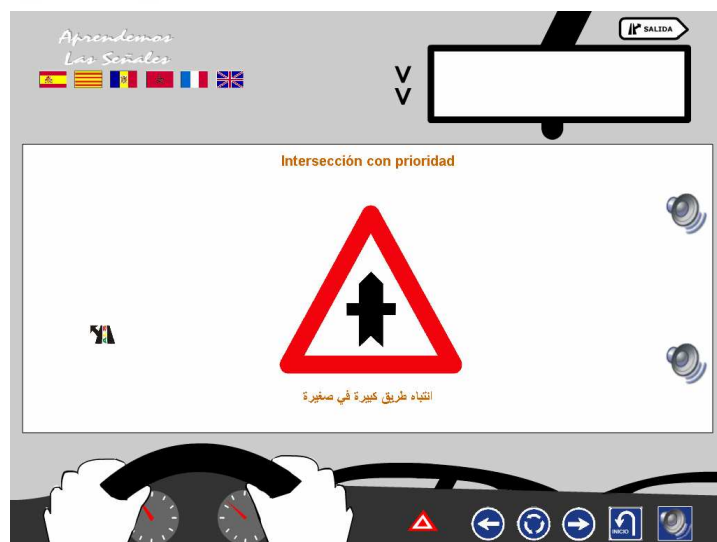 Aprendemos
Las Señales
SALIDA
>>
Intersección con prioridad
انتباه طريق كبيرة في صغيرة
INICIO